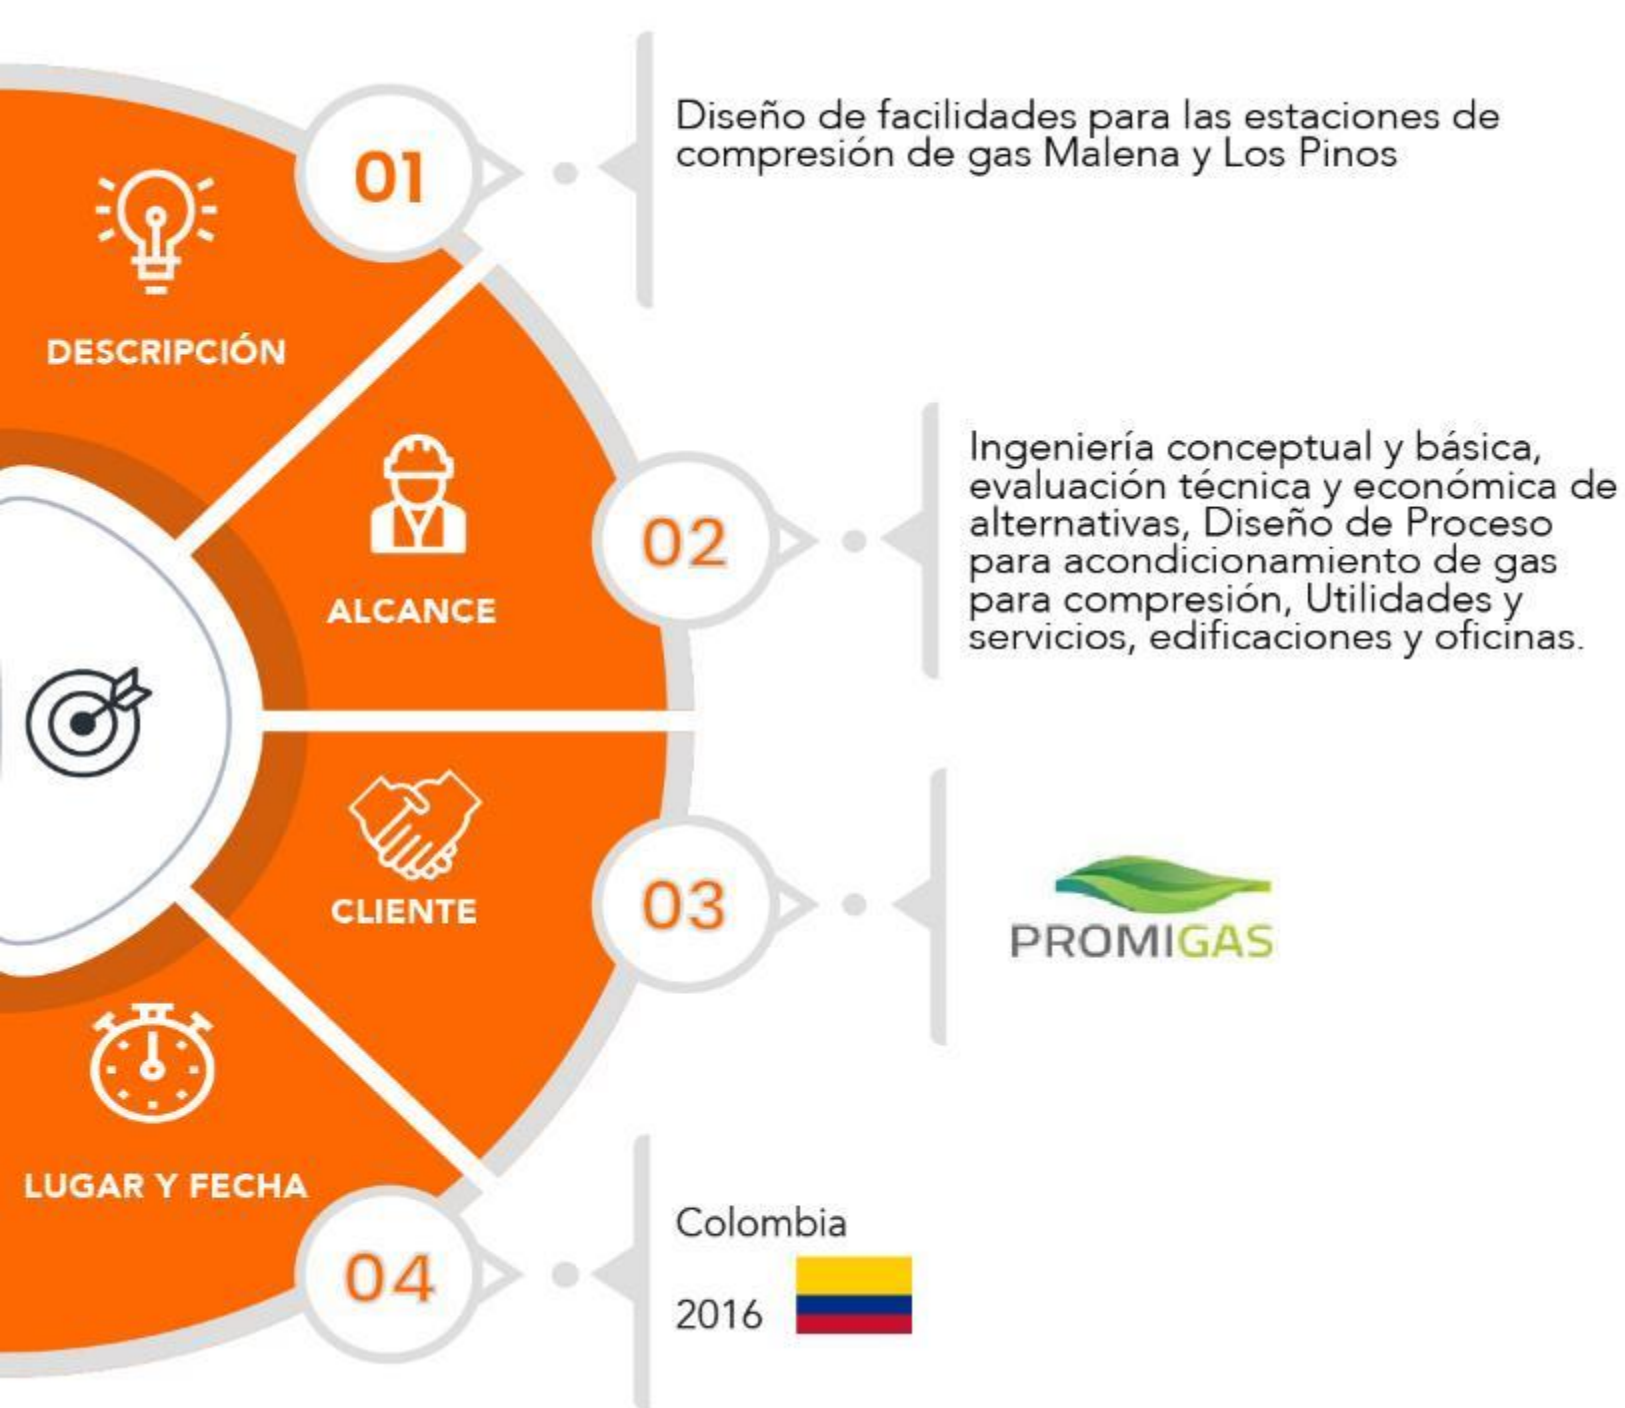 01
Diseño de facilidades para las estaciones de
compresión de gas Malena y Los Pinos
DESCRIPCIÓN
02
Ingeniería conceptual y básica,
evaluación técnica y económica de
alternativas, Diseño de Proceso
para acondicionamiento de gas
para compresión, Utilidades y
servicios, edificaciones y oficinas.
ALCANCE
03
CLIENTE
PROMIGAS
LUGAR Y FECHA
04
Colombia
2016